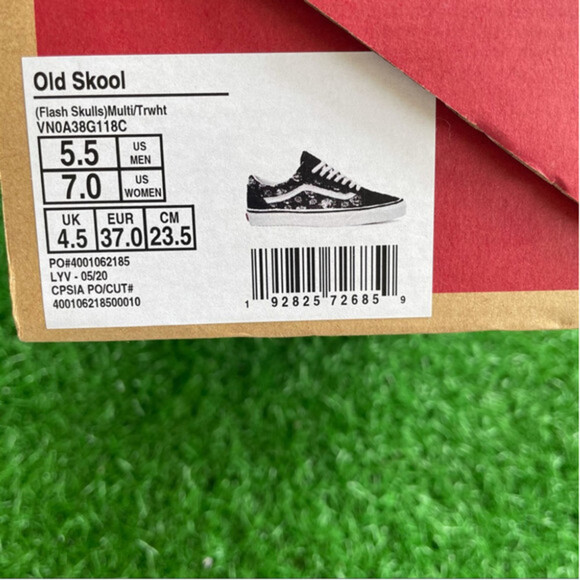 Old Skool
(Flash Skulls)Multi/Trwht
VN0A38G118C
5.5 US MEN
7.0 US WOMEN
UK EUR CM
4.5 37.0 23.5
PO#4001062185
LYV - 05/20
CPSIA PO/CUT#
400106218500010
1 92825 72685 9